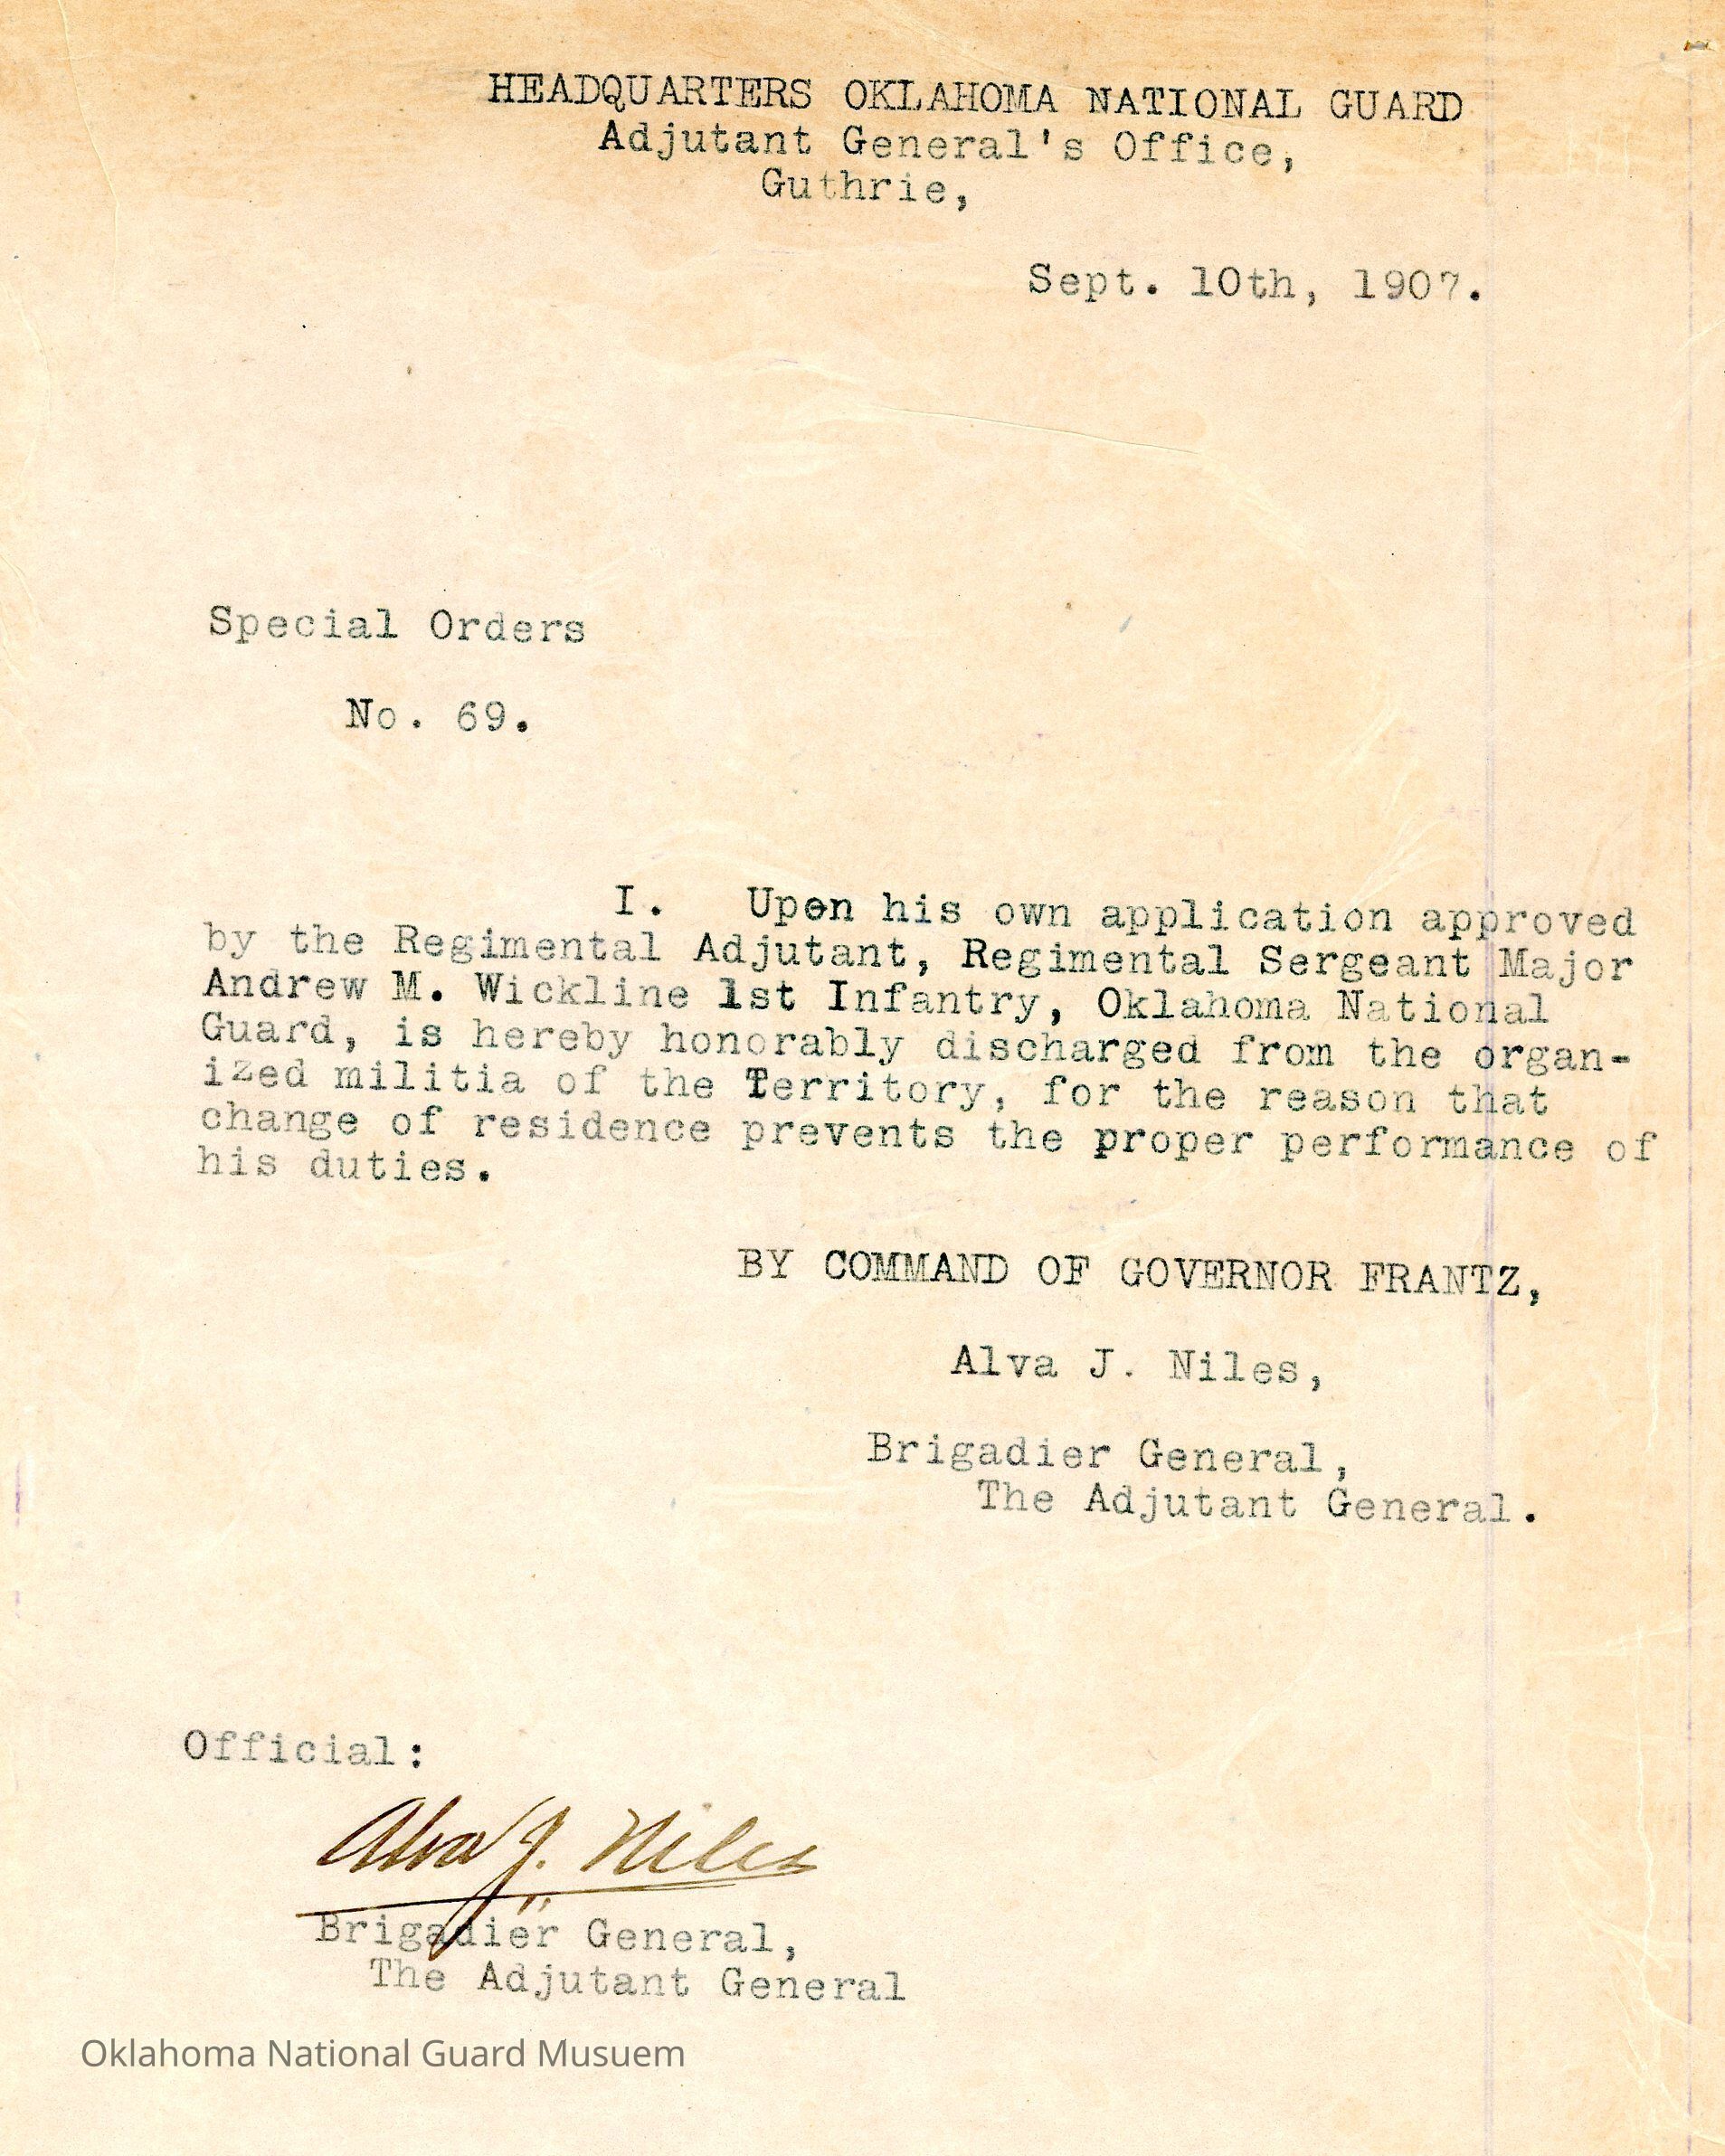 HEADQUARTERS OKLAHOMA NATIONAL GUARD
Adjutant General's Office,
Guthrie,
Sept. 10th, 1907.
Special Orders
No. 69.
I. Upon his own application approved
by the Regimental Adjutant, Regimental Sergeant Major
Andrew M. Wickline 1st Infantry, Oklahoma National
Guard, is hereby honorably discharged from the organ-
ized militia of the Territory, for the reason that
change of residence prevents the proper performance of
his duties.
BY COMMAND OF GOVERNOR FRANTZ,
Alva J. Niles,
Brigadier General,
The Adjutant General.
Official:
Alva J. Niles
Brigadier General,
The Adjutant General
Oklahoma National Guard Musuem